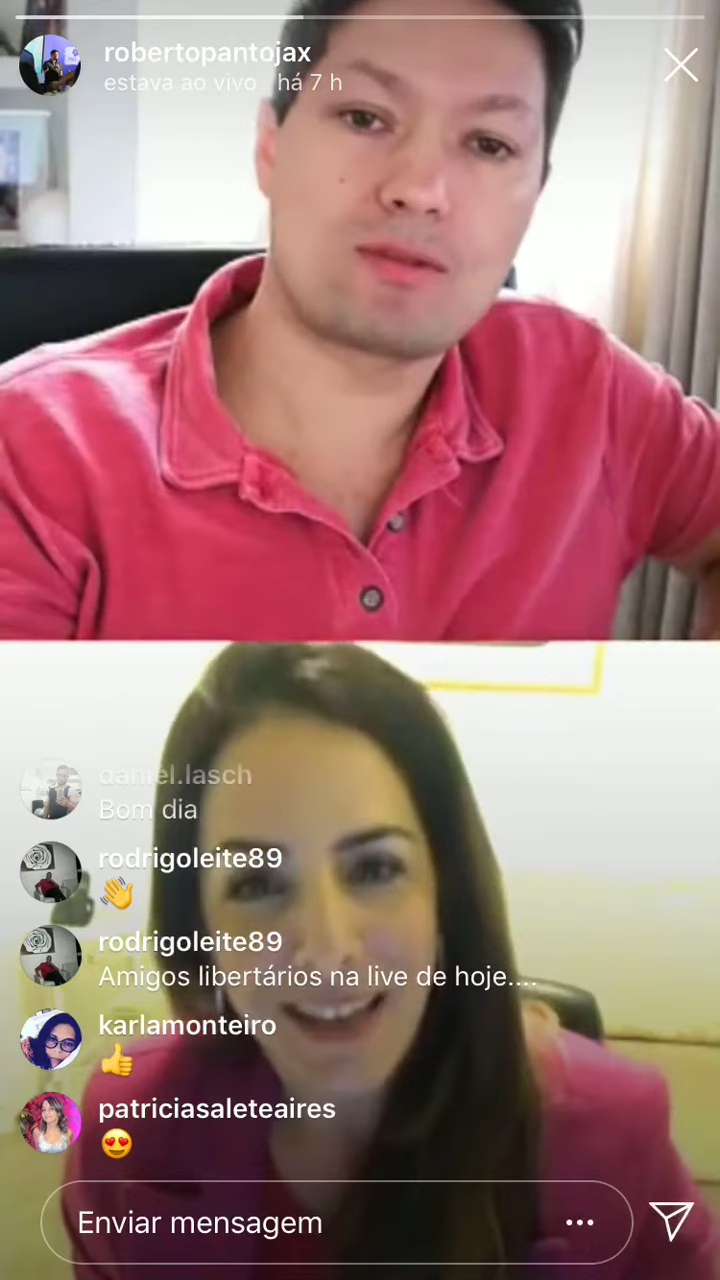 robertopantojax
estava ao vivo · há 7 h
daniel.lasch
Bom dia
rodrigoleite89
👋
rodrigoleite89
Amigos libertários na live de hoje....
karlamonteiro
👍
patriciasaleteaires
😍
Enviar mensagem